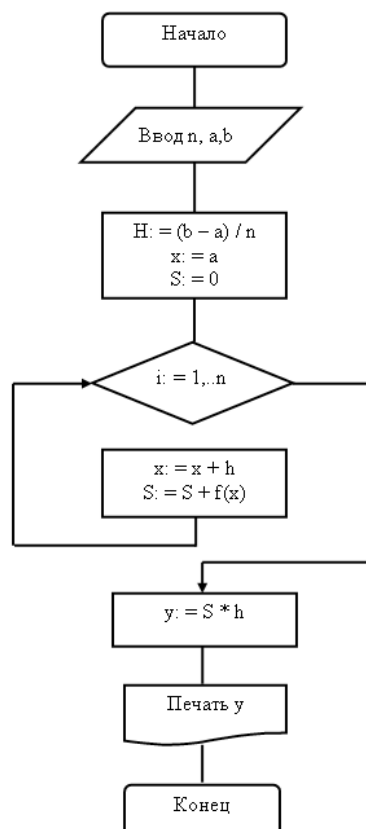 Начало
Ввод n, a,b
H: = (b – a) / n
x: = a
S: = 0
i: = 1,..n
x: = x + h
S: = S + f(x)
y: = S * h
Печать y
Конец